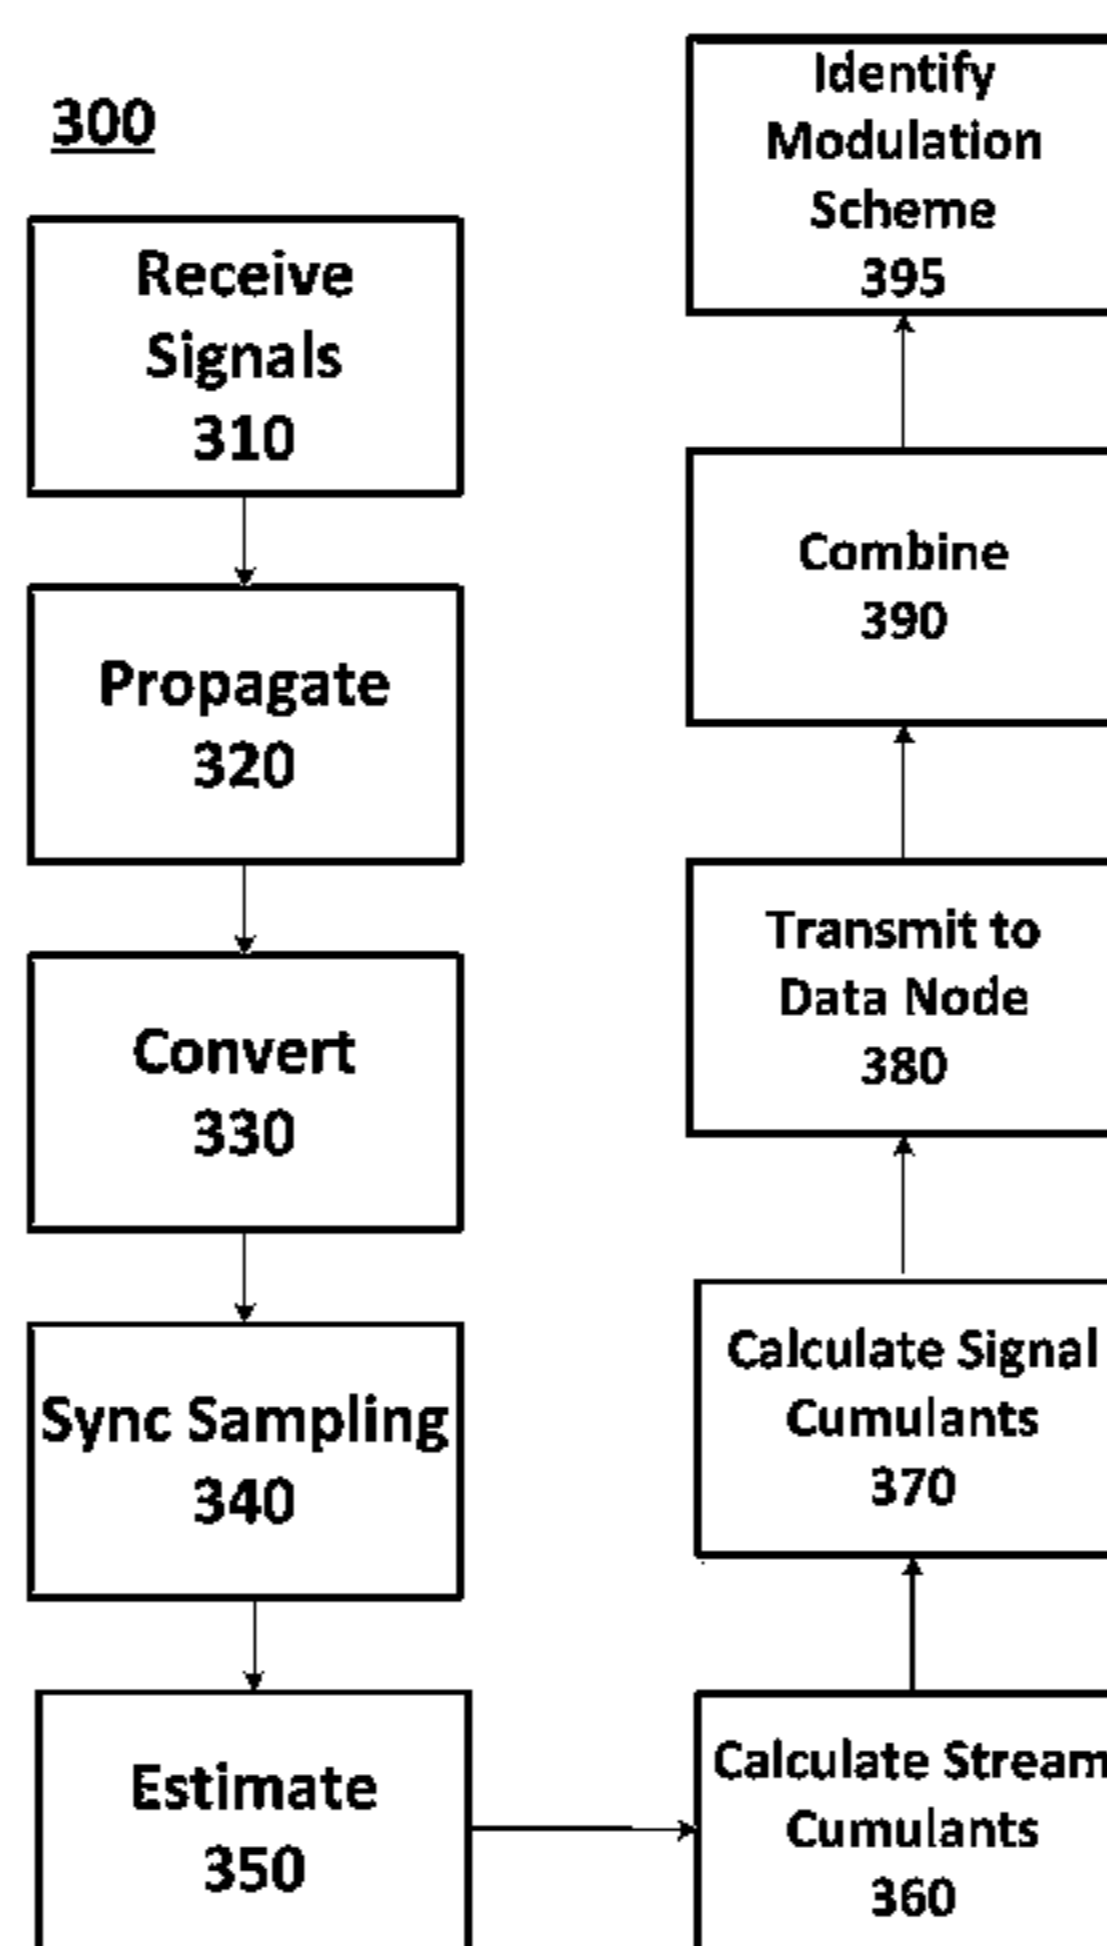 300
Receive
Signals
310
Propagate
320
Convert
330
Sync Sampling
340
Estimate
350
Identify
Modulation
Scheme
395
Combine
390
Transmit to
Data Node
380
Calculate Signal
Cumulants
370
Calculate Stream
Cumulants
360